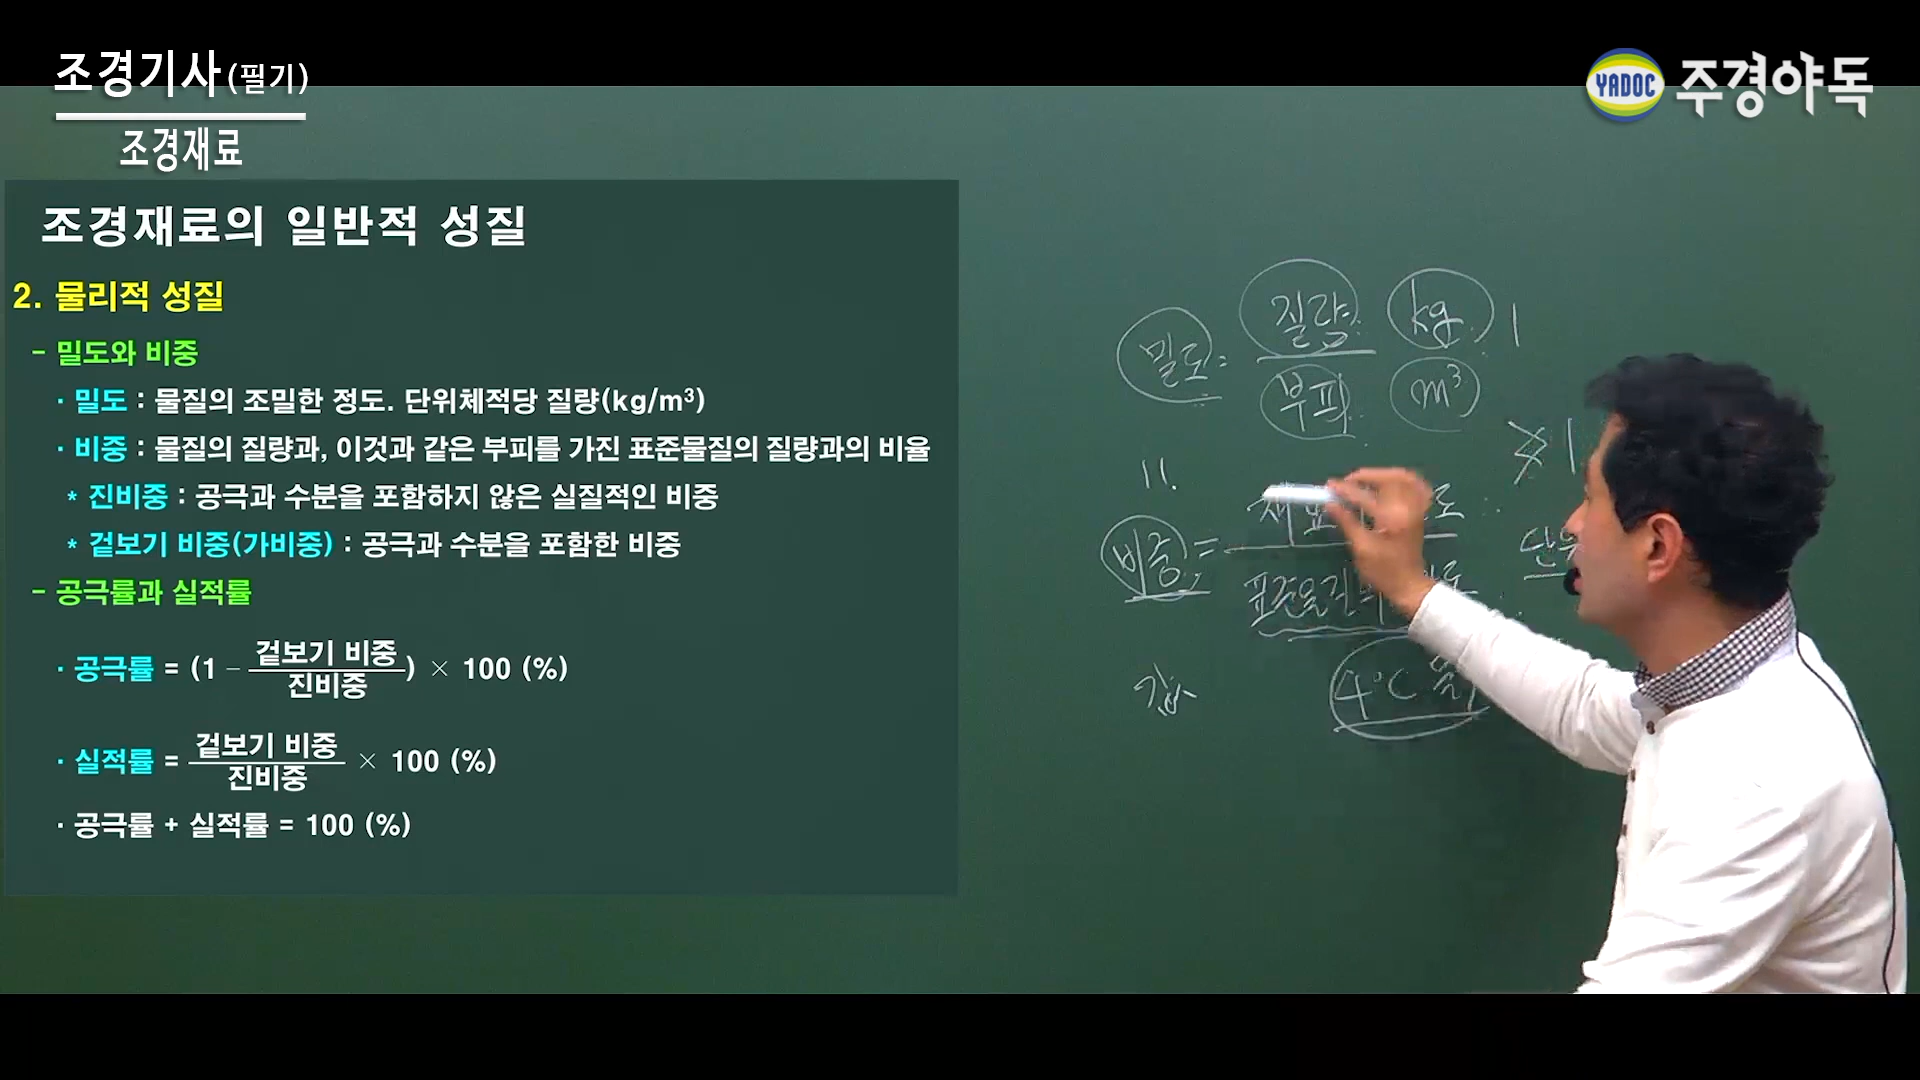 조경기사(필기)
조경재료
YADOC 주경야독
조경재료의 일반적 성질
2. 물리적 성질
- 밀도와 비중
· 밀도 : 물질의 조밀한 정도. 단위체적당 질량(kg/m³)
· 비중 : 물질의 질량과, 이것과 같은 부피를 가진 표준물질의 질량과의 비율
* 진비중 : 공극과 수분을 포함하지 않은 실질적인 비중
* 겉보기 비중(가비중) : 공극과 수분을 포함한 비중
- 공극률과 실적률
· 공극률 = (1 - 겉보기 비중 / 진비중) × 100 (%)
· 실적률 = 겉보기 비중 / 진비중 × 100 (%)
· 공극률 + 실적률 = 100 (%)
밀도 = 질량 kg
부피 m³
비중 =
표준물질
4°C 물